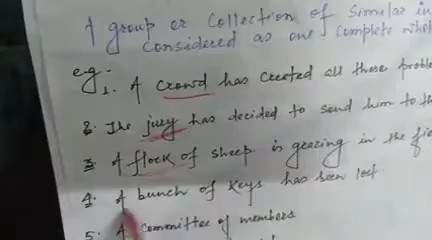 A group or Collection of Similar in
Considered as one Complete whole
e.g.
1. A crowd has created all these proble
2. The jury has decided to send him to th
3. A flock of sheep is grazing in the fie
4. A bunch of Keys has been lost
5. A committee of members